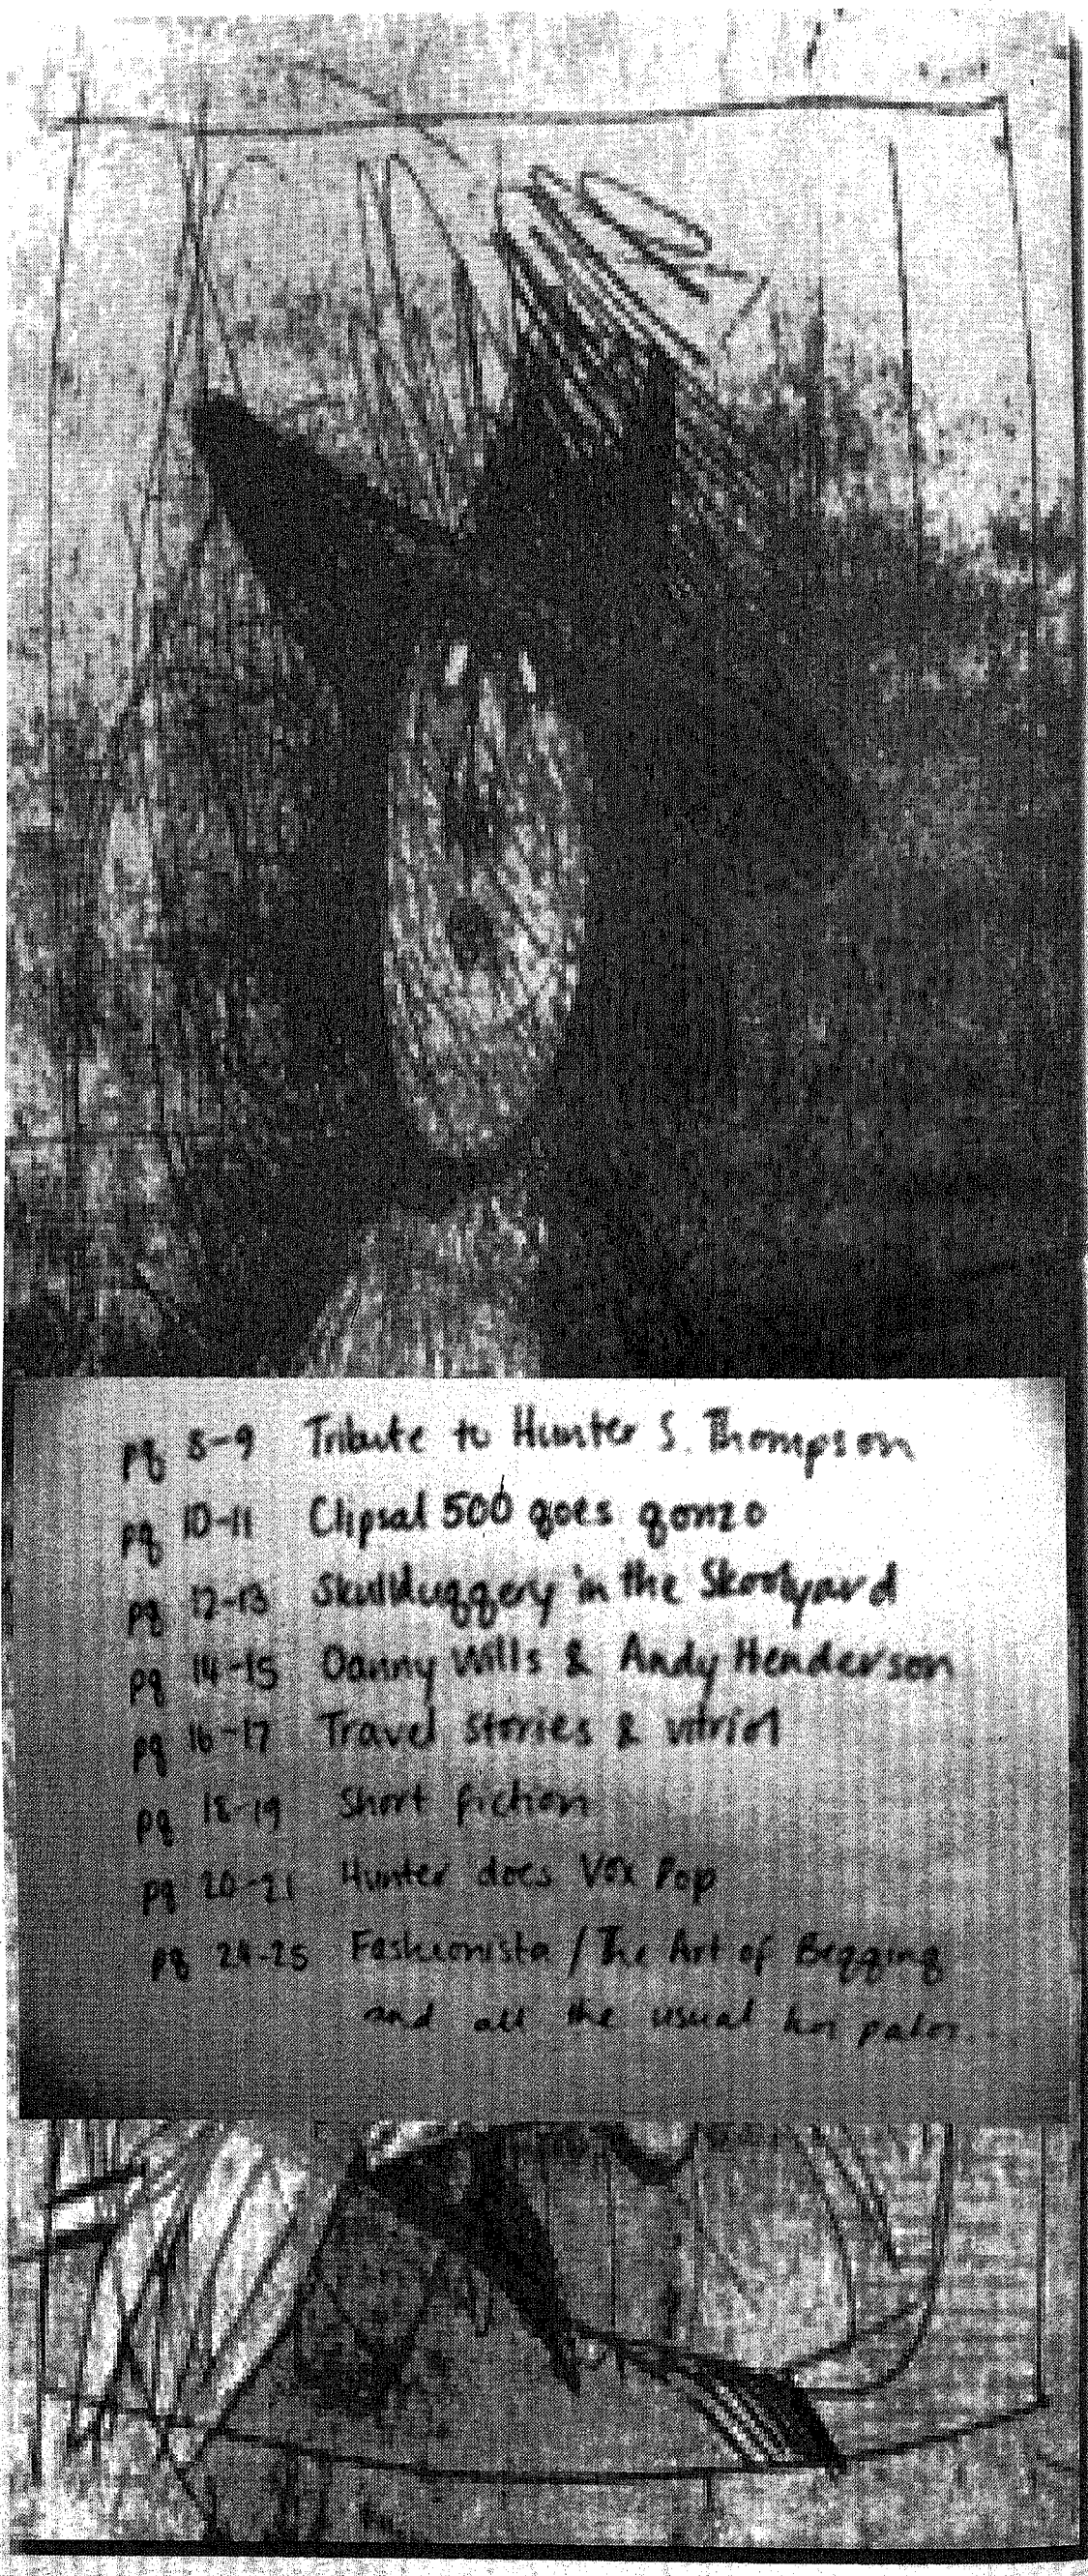 pg 8-9 Tribute to Hunter S. Thompson
pg 10-11 Clipsal 500 goes gonzo
pg 12-13 Skullduggery in the Skoolyard
pg 14-15 Danny Wills & Andy Henderson
pg 16-17 Travel stories & vitriol
pg 18-19 Short fiction
pg 20-21 Hunter does Vox Pop
pg 24-25 Fashionista / The Art of Begging
and all the usual